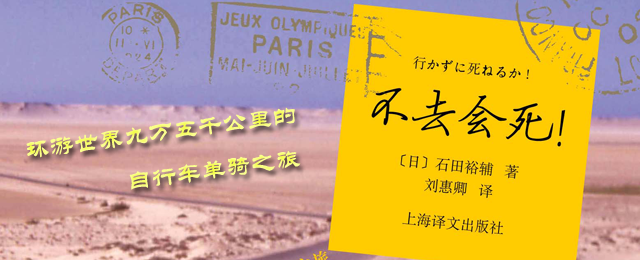 PARIS
10 *
11 · VI
DEPART
JEUX OLYMPIQUES
PARIS
MAI-JUIN-JUILLET
环游世界九万五千公里的
自行车单骑之旅
行かずに死ねるか！
不去会死！
〔日〕石田裕辅 著
刘惠卿 译
上海译文出版社